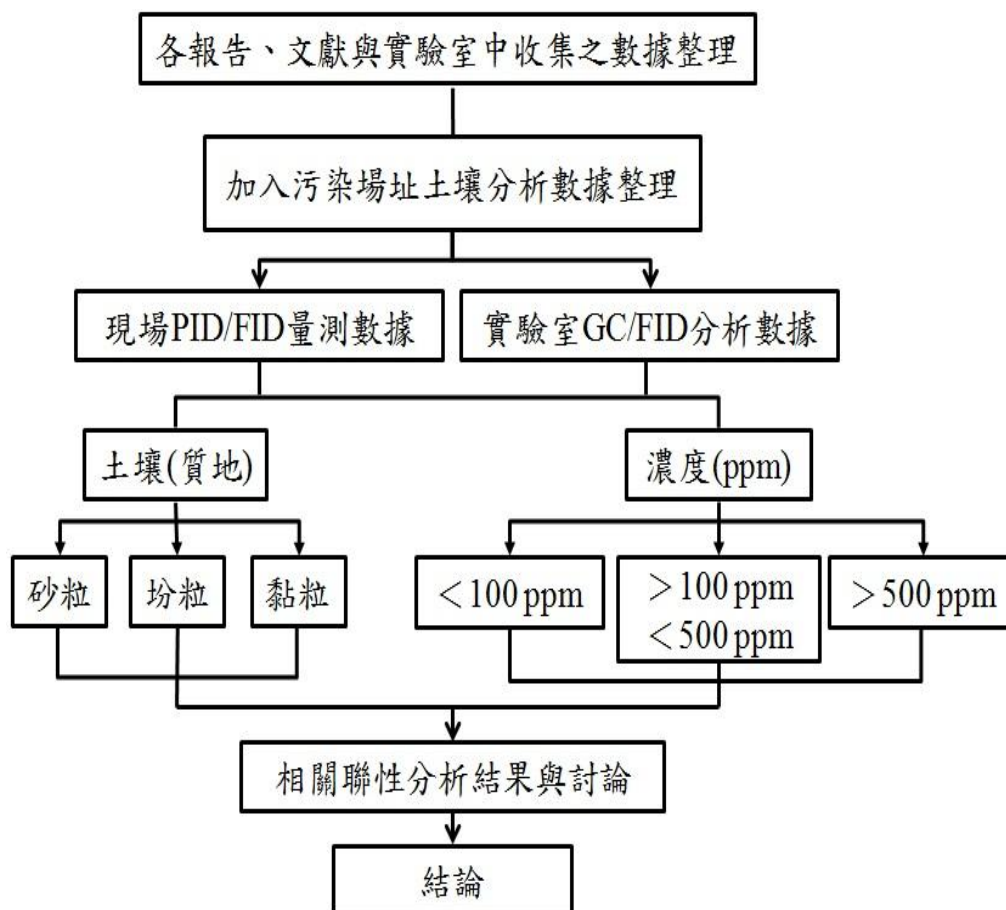 各報告、文獻與實驗室中收集之數據整理
加入污染場址土壤分析數據整理
現場PID/FID量測數據
實驗室GC/FID分析數據
土壤(質地)
濃度(ppm)
砂粒
坋粒
黏粒
＜100 ppm
＞100 ppm
＜500 ppm
＞500 ppm
相關聯性分析結果與討論
結論